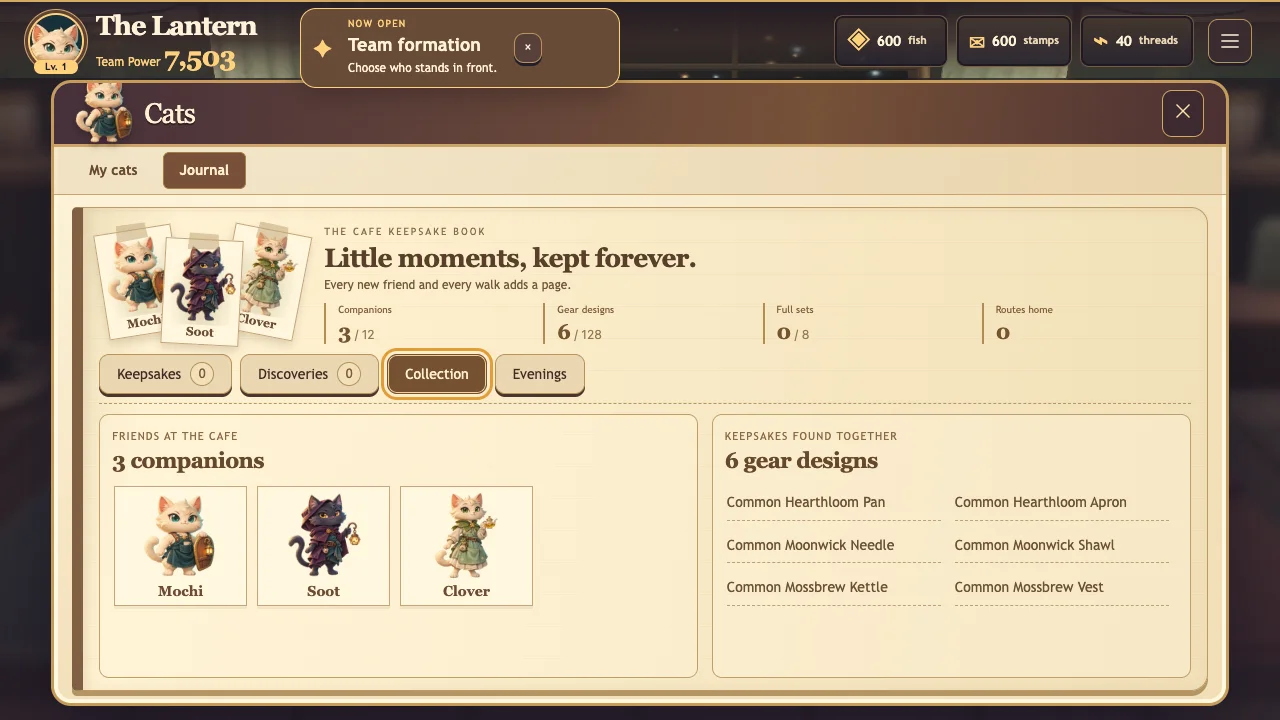 The Lantern
Team Power 7,503
Lv. 1
NOW OPEN
Team formation
Choose who stands in front.
600 fish
600 stamps
40 threads
Cats
My cats
Journal
Moch
Soot
Clover
THE CAFE KEEPSAKE BOOK
Little moments, kept forever.
Every new friend and every walk adds a page.
Companions
3 / 12
Gear designs
6 / 128
Full sets
0 / 8
Routes home
0
Keepsakes 0
Discoveries 0
Collection
Evenings
FRIENDS AT THE CAFE
3 companions
Mochi
Soot
Clover
KEEPSAKES FOUND TOGETHER
6 gear designs
Common Hearthloom Pan
Common Hearthloom Apron
Common Moonwick Needle
Common Moonwick Shawl
Common Mossbrew Kettle
Common Mossbrew Vest